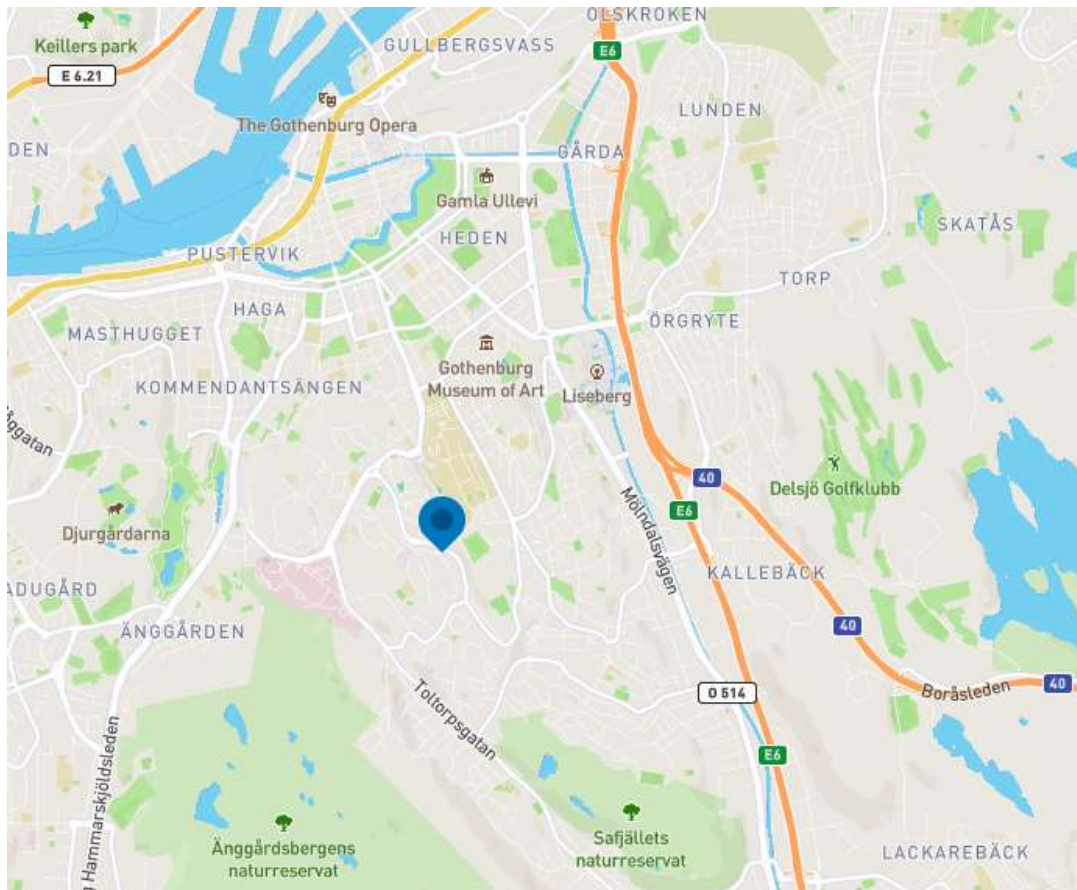 OLSKROKEN
Keillers park
GULLBERGSVASS
E6
E 6.21
LUNDEN
The Gothenburg Opera
DEN
GÅRDA
Gamla Ullevi
SKATÅS
HEDEN
PUSTERVIK
TORP
HAGA
ÖRGRYTE
MASTHUGGET
Gothenburg
Museum of Art
KOMMENDANTSÄNGEN
Liseberg
40
Delsjö Golfklubb
E6
Mölndalsvägen
Djurgårdarna
KALLEBÄCK
ADUGÅRD
40
ÄNGGÅRDEN
40
Boråsleden
O 514
Toltorpsgatan
E6
Hammarskjöldsleden
Änggårdsbergens
naturreservat
Safjällets
naturreservat
LACKAREBÄCK